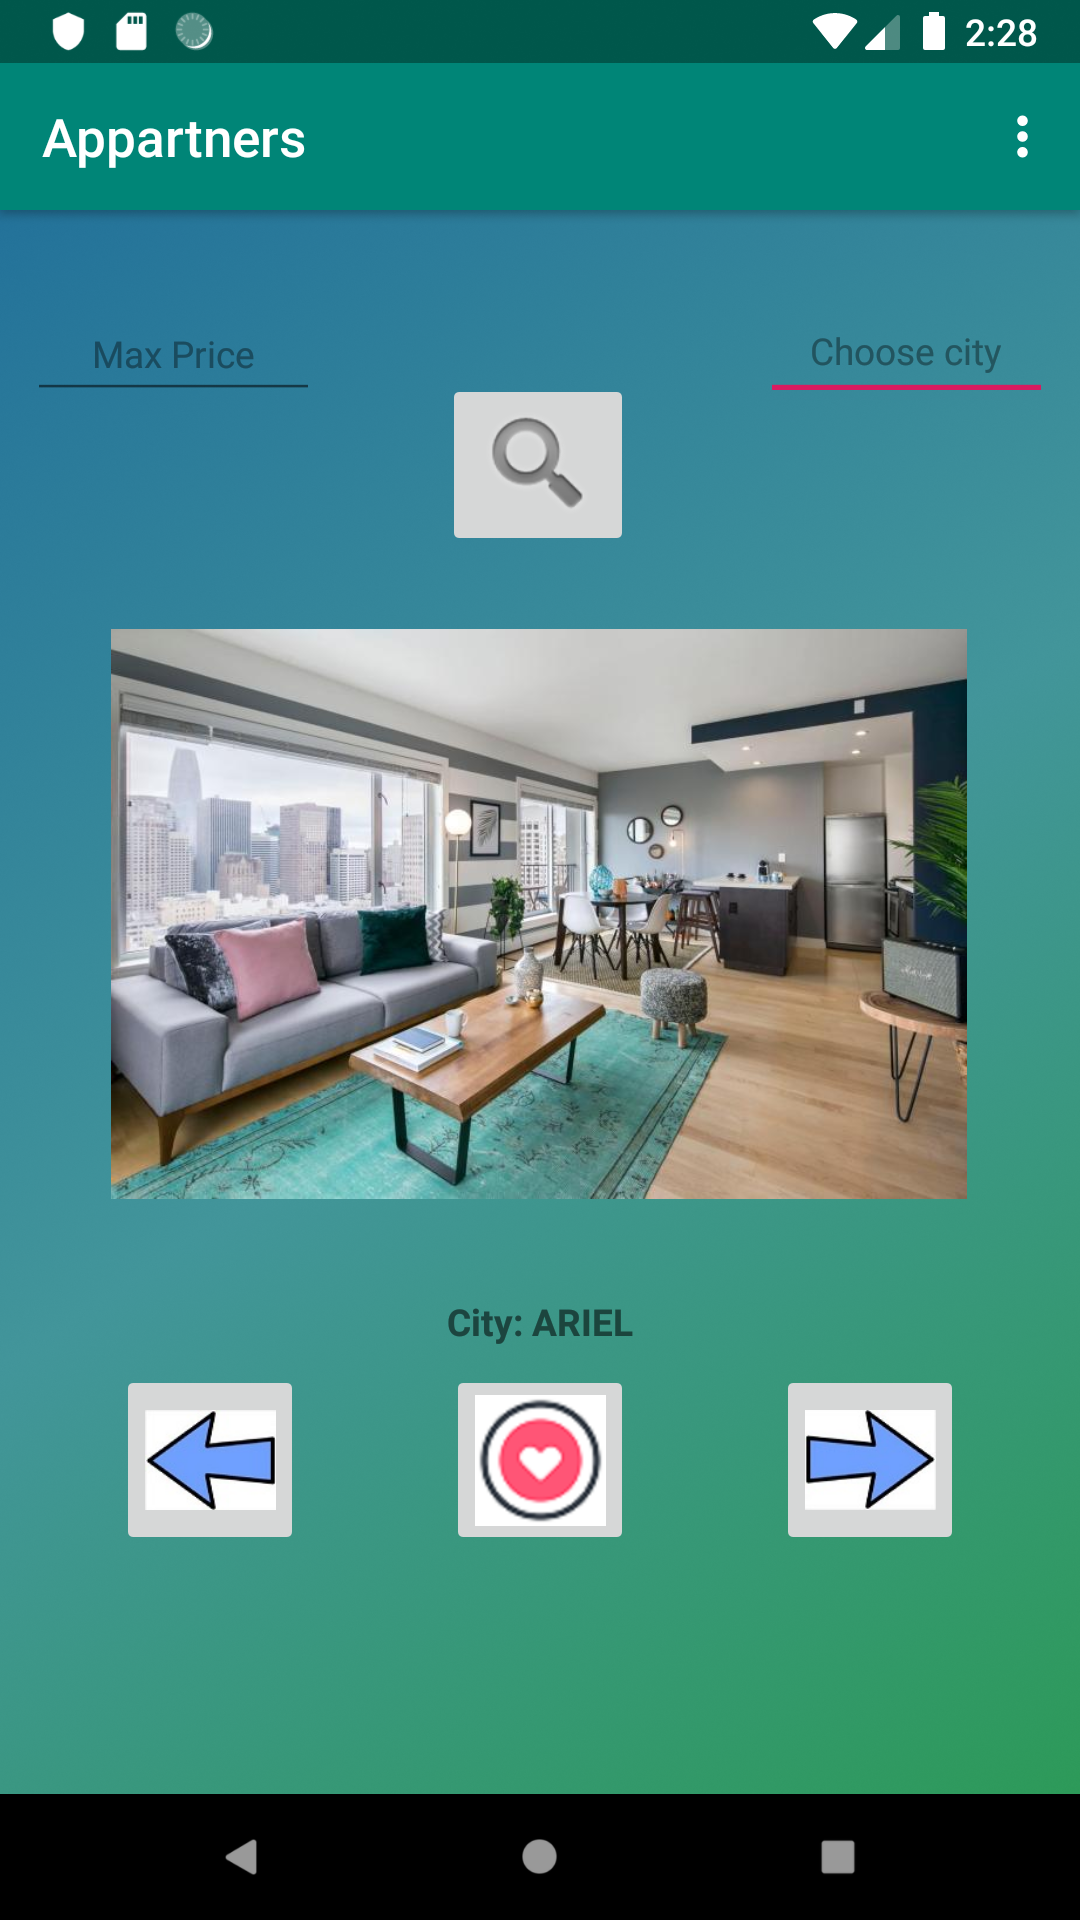 2:28
Appartners
Max Price
Choose city
City: ARIEL